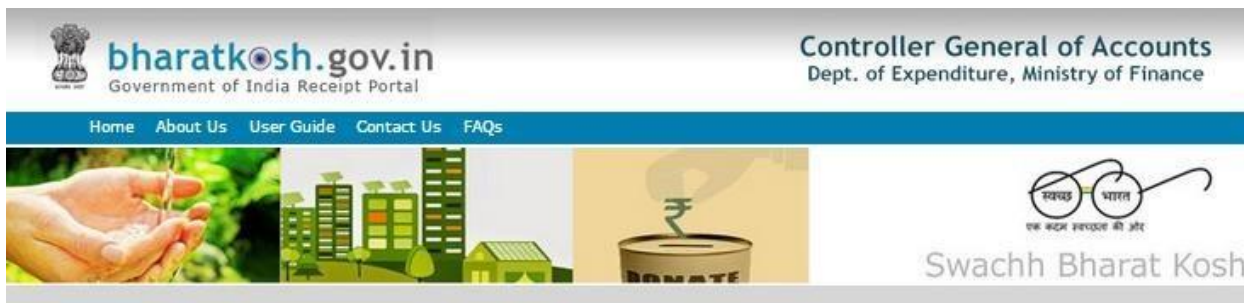 bharatkosh.gov.in
Government of India Receipt Portal
Controller General of Accounts
Dept. of Expenditure, Ministry of Finance
Home About Us User Guide Contact Us FAQs
₹
DONATE
स्वच्छ भारत
एक कदम स्वच्छता की ओर
Swachh Bharat Kosh